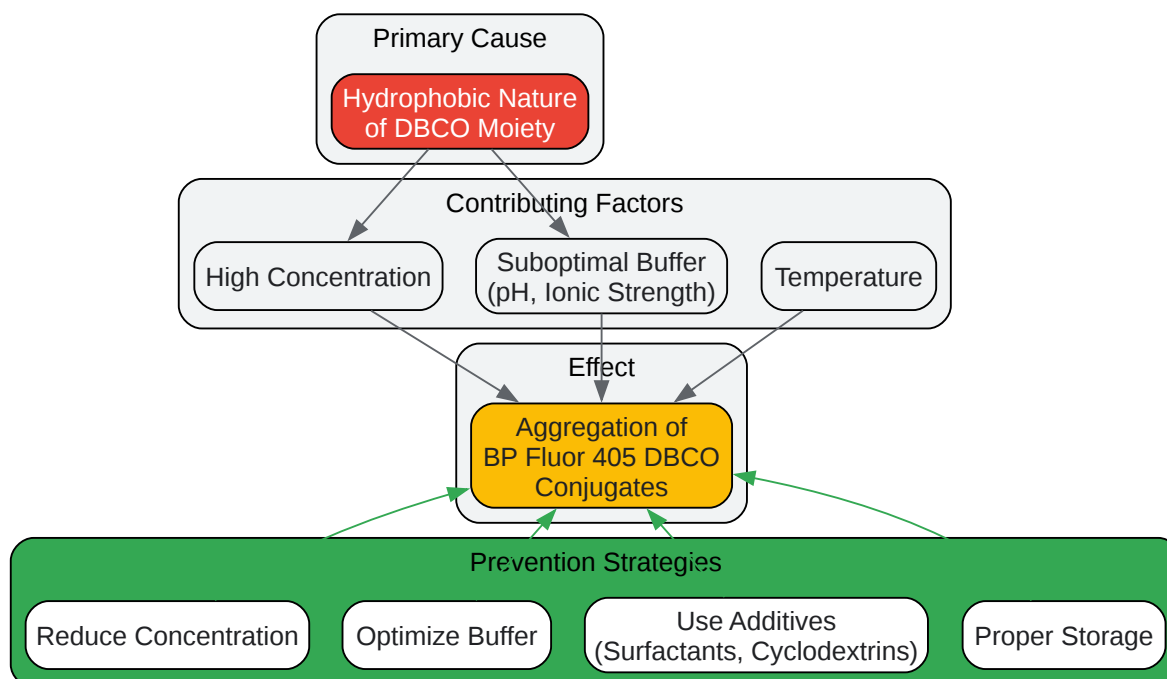 Primary Cause
Hydrophobic Nature
of DBCO Moiety
Contributing Factors
High Concentration
Suboptimal Buffer
(pH, Ionic Strength)
Temperature
Effect
Aggregation of
BP Fluor 405 DBCO
Conjugates
Prevention Strategies
Reduce Concentration
Optimize Buffer
Use Additives
(Surfactants, Cyclodextrins)
Proper Storage